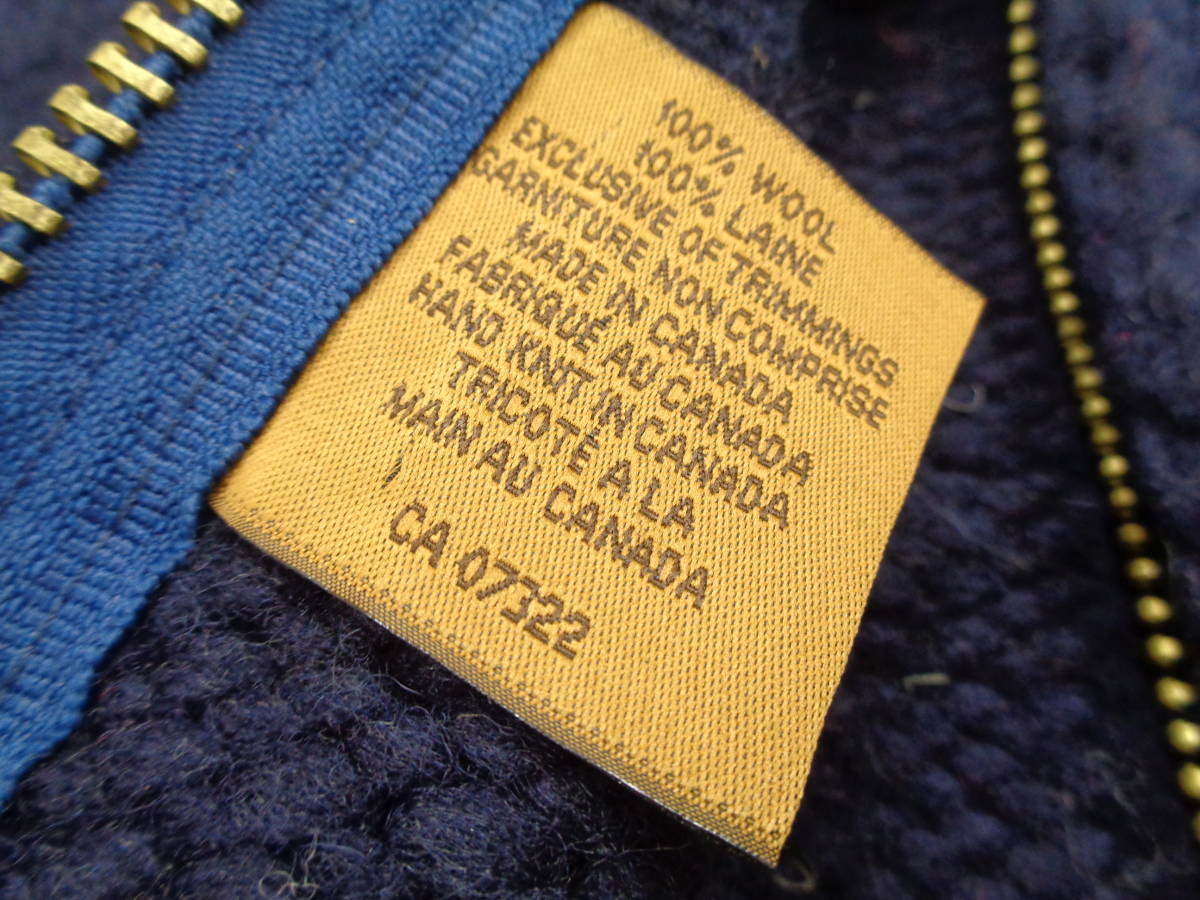 100% WOOL
100% LAINE
EXCLUSIVE OF TRIMMINGS
GARNITURE NON COMPRISE
MADE IN CANADA
FABRIQUÉ AU CANADA
HAND KNIT IN CANADA
TRICOTÉ A LA
MAIN AU CANADA
CA 07322